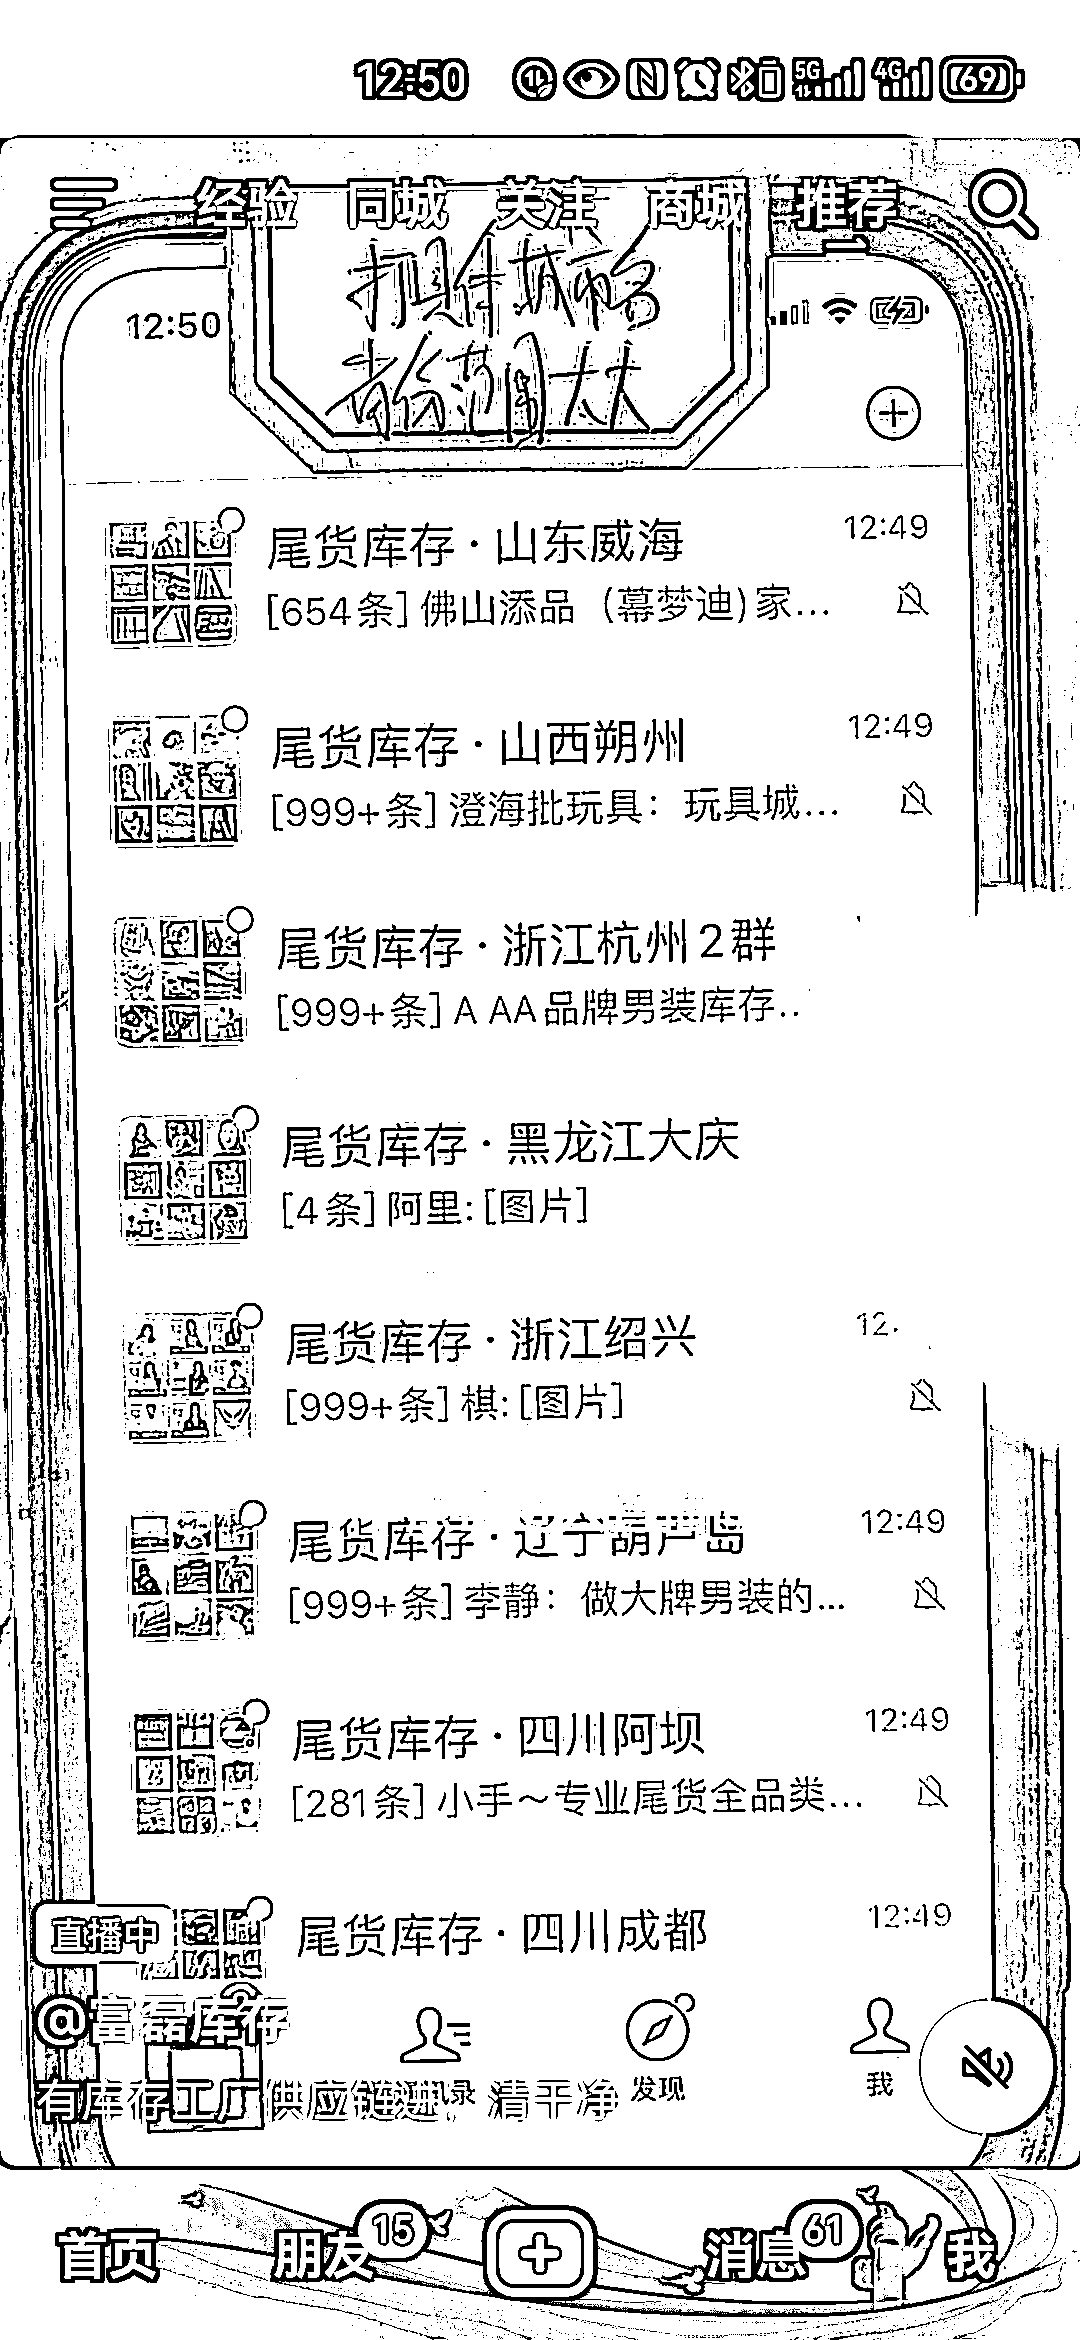 12:50 5G 4G 69
经验 同城 关注 商城 推荐
12:50
尾货库存·山东威海 12:49
[654条] 佛山添品（幕梦迪)家...
尾货库存·山西朔州 12:49
[999+条] 澄海批玩具：玩具城...
尾货库存·浙江杭州2群
[999+条] A AA品牌男装库存..
尾货库存·黑龙江大庆
[4条] 阿里: [图片]
尾货库存·浙江绍兴 12.
[999+条] 棋: [图片]
尾货库存·辽宁葫芦岛 12:49
[999+条] 李静：做大牌男装的...
尾货库存·四川阿坝 12:49
[281条] 小手～专业尾货全品类...
直播中 尾货库存·四川成都 12:49
@富磊库存
发现 我
有库存工厂供应链 清干净
首页 朋友 15 消息 61 我